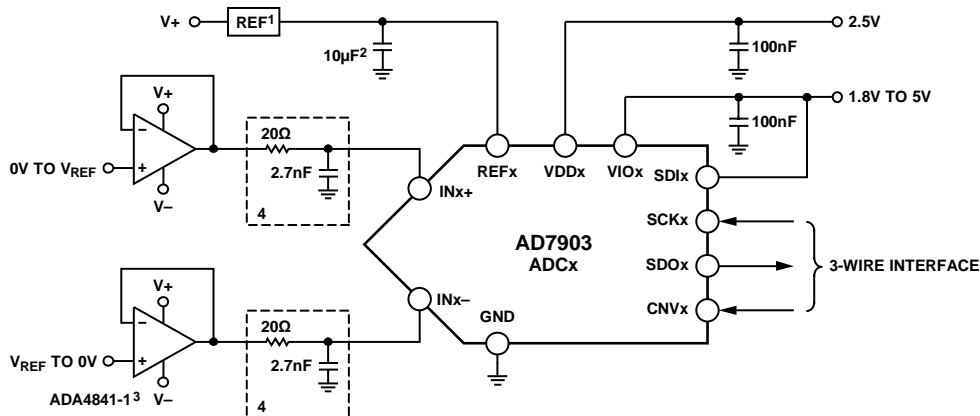 V+
REF1
10µF2
100nF
2.5V
1.8V TO 5V
100nF
V+
−
+
0V TO VREF
V−
20Ω
2.7nF
4
INx+
REFx
VDDx
VIOx
SDIx
SCKx
SDOx
CNVx
AD7903
ADCx
3-WIRE INTERFACE
V+
−
+
VREF TO 0V
V−
ADA4841-13
20Ω
2.7nF
4
INx−
GND